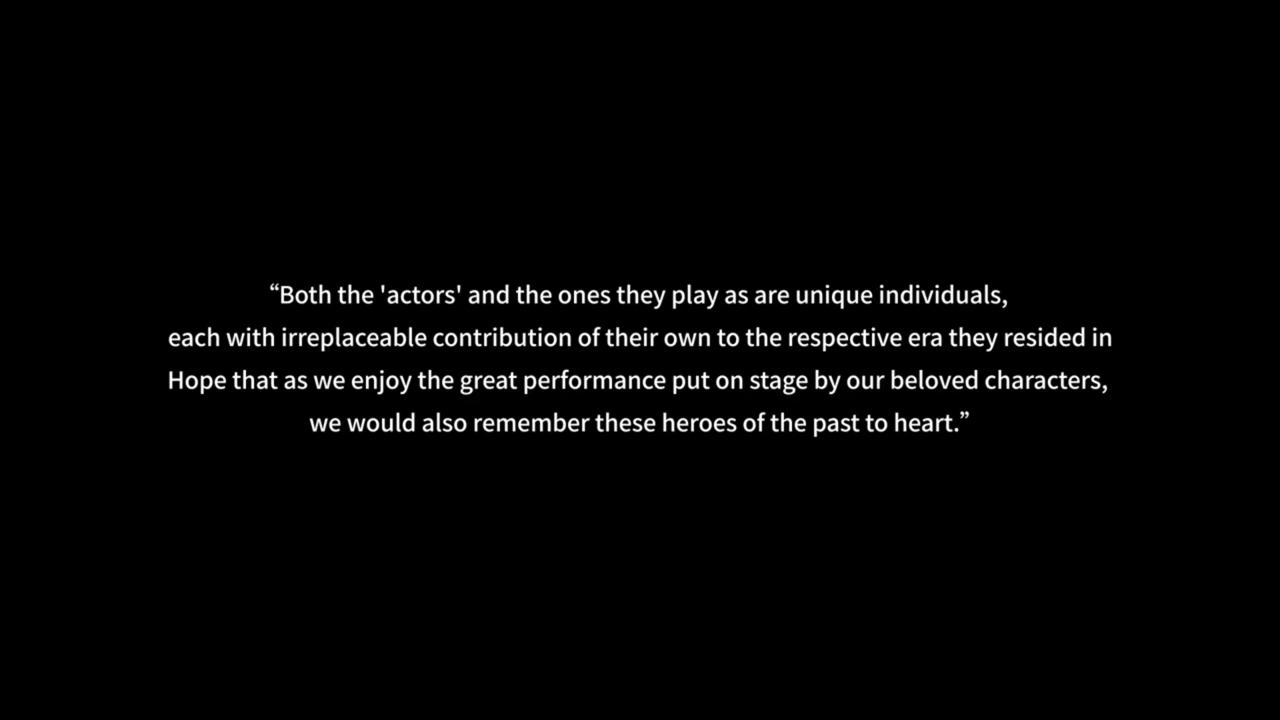 “Both the 'actors' and the ones they play as are unique individuals,
each with irreplaceable contribution of their own to the respective era they resided in
Hope that as we enjoy the great performance put on stage by our beloved characters,
we would also remember these heroes of the past to heart.”